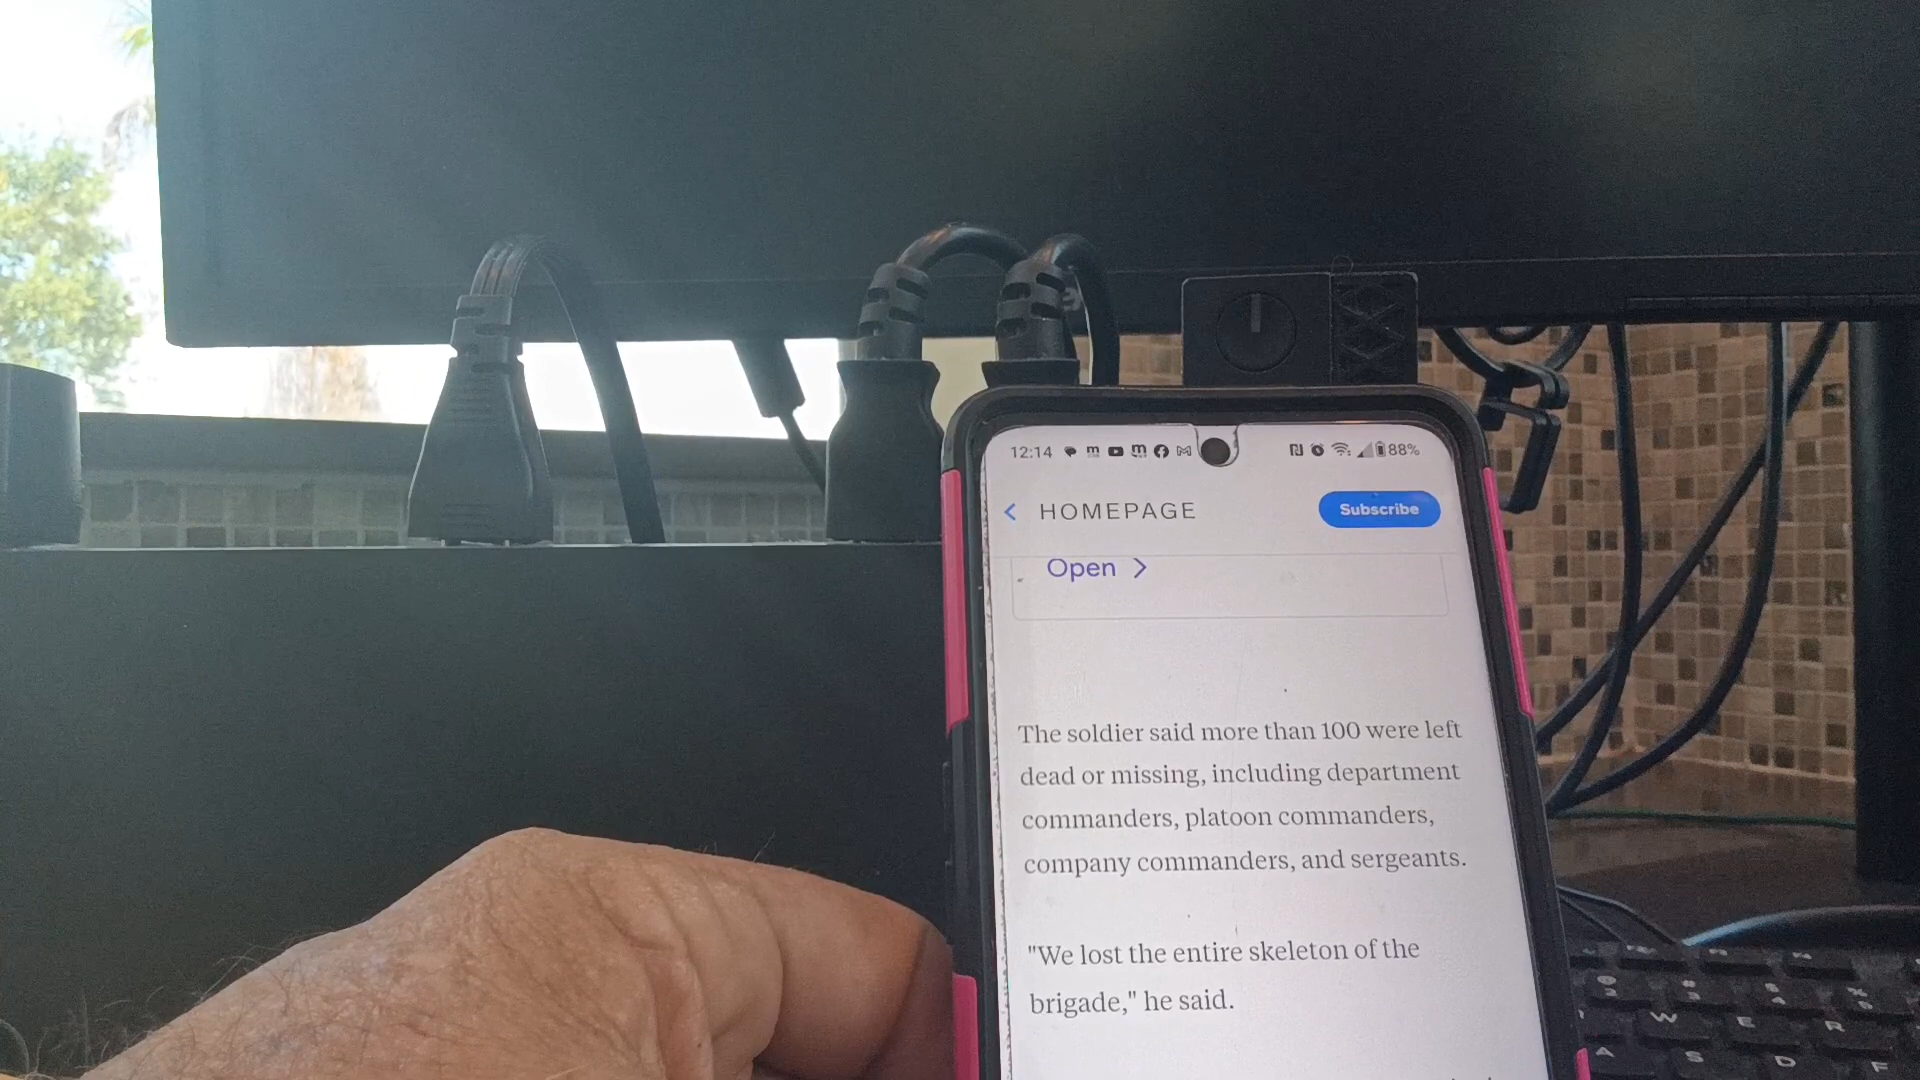 12:14
88%
HOMEPAGE
Subscribe
Open
The soldier said more than 100 were left
dead or missing, including department
commanders, platoon commanders,
company commanders, and sergeants.
"We lost the entire skeleton of the
brigade," he said.
W E R
A S D F